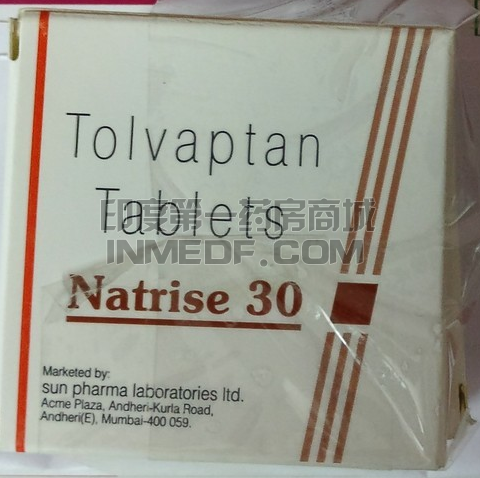 Tolvaptan
Tablets
印度第一药房商城
INMEDF.COM
Natrise 30
Marketed by:
sun pharma laboratories ltd.
Acme Plaza, Andheri-Kurla Road,
Andheri(E), Mumbai-400 059.